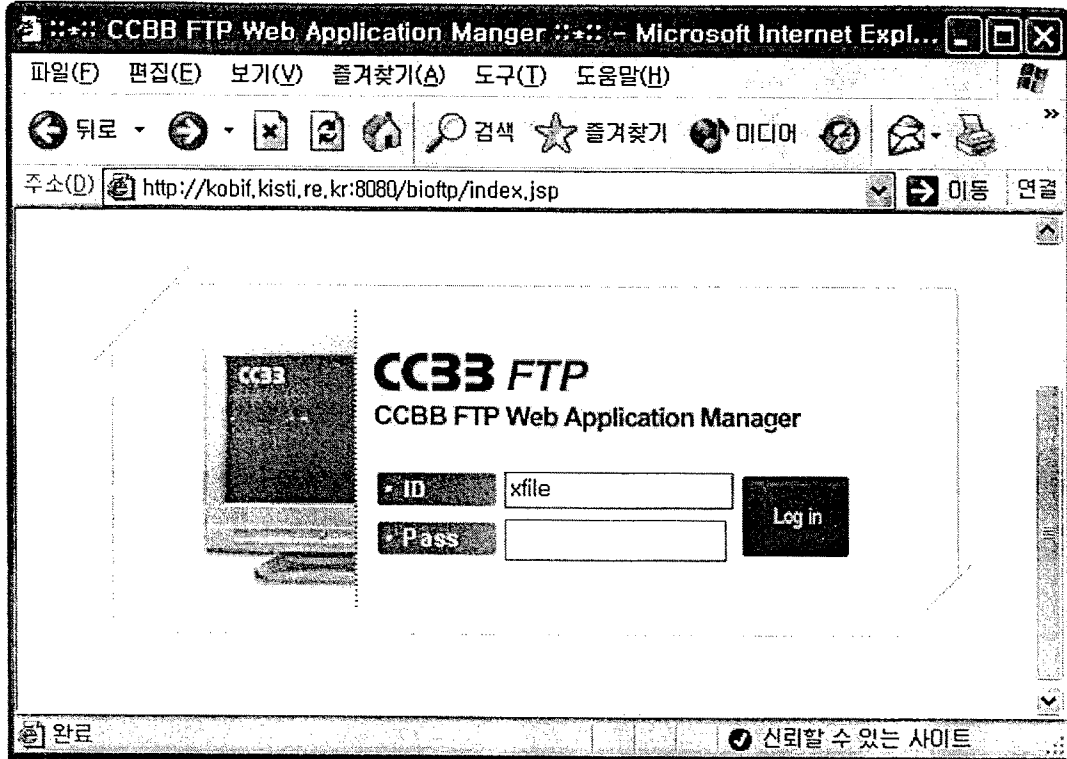 ::*:: CCBB FTP Web Application Manger ::*:: - Microsoft Internet Expl...
파일(F) 편집(E) 보기(V) 즐겨찾기(A) 도구(T) 도움말(H)
뒤로 검색 즐겨찾기 미디어 »
주소(D) http://kobif.kisti.re.kr:8080/bioftp/index.jsp 이동 연결
CCBB
CCBB FTP
CCBB FTP Web Application Manager
ID xfile
Pass
Log in
완료 신뢰할 수 있는 사이트